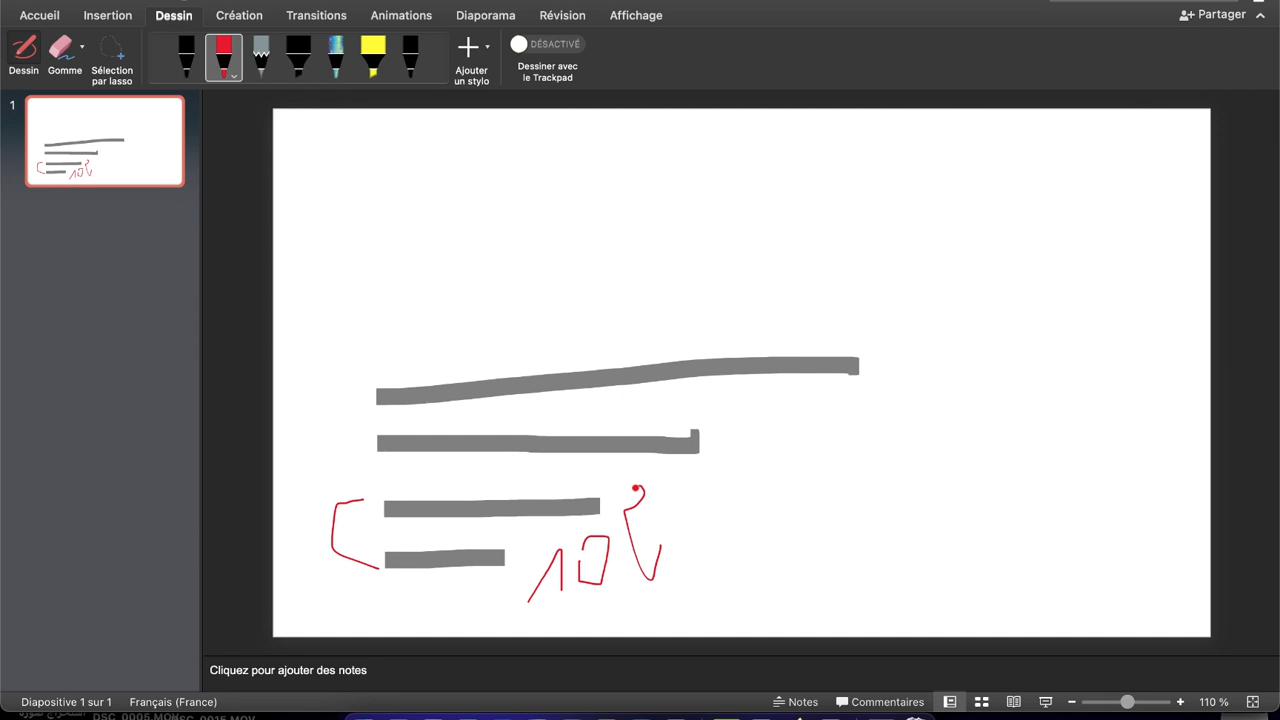 Accueil Insertion Dessin Création Transitions Animations Diaporama Révision Affichage Partager
Dessin Gomme Sélection par lasso Ajouter un stylo DÉSACTIVÉ Dessiner avec le Trackpad
1
10
Cliquez pour ajouter des notes
Diapositive 1 sur 1 Français (France) Notes Commentaires 110 %